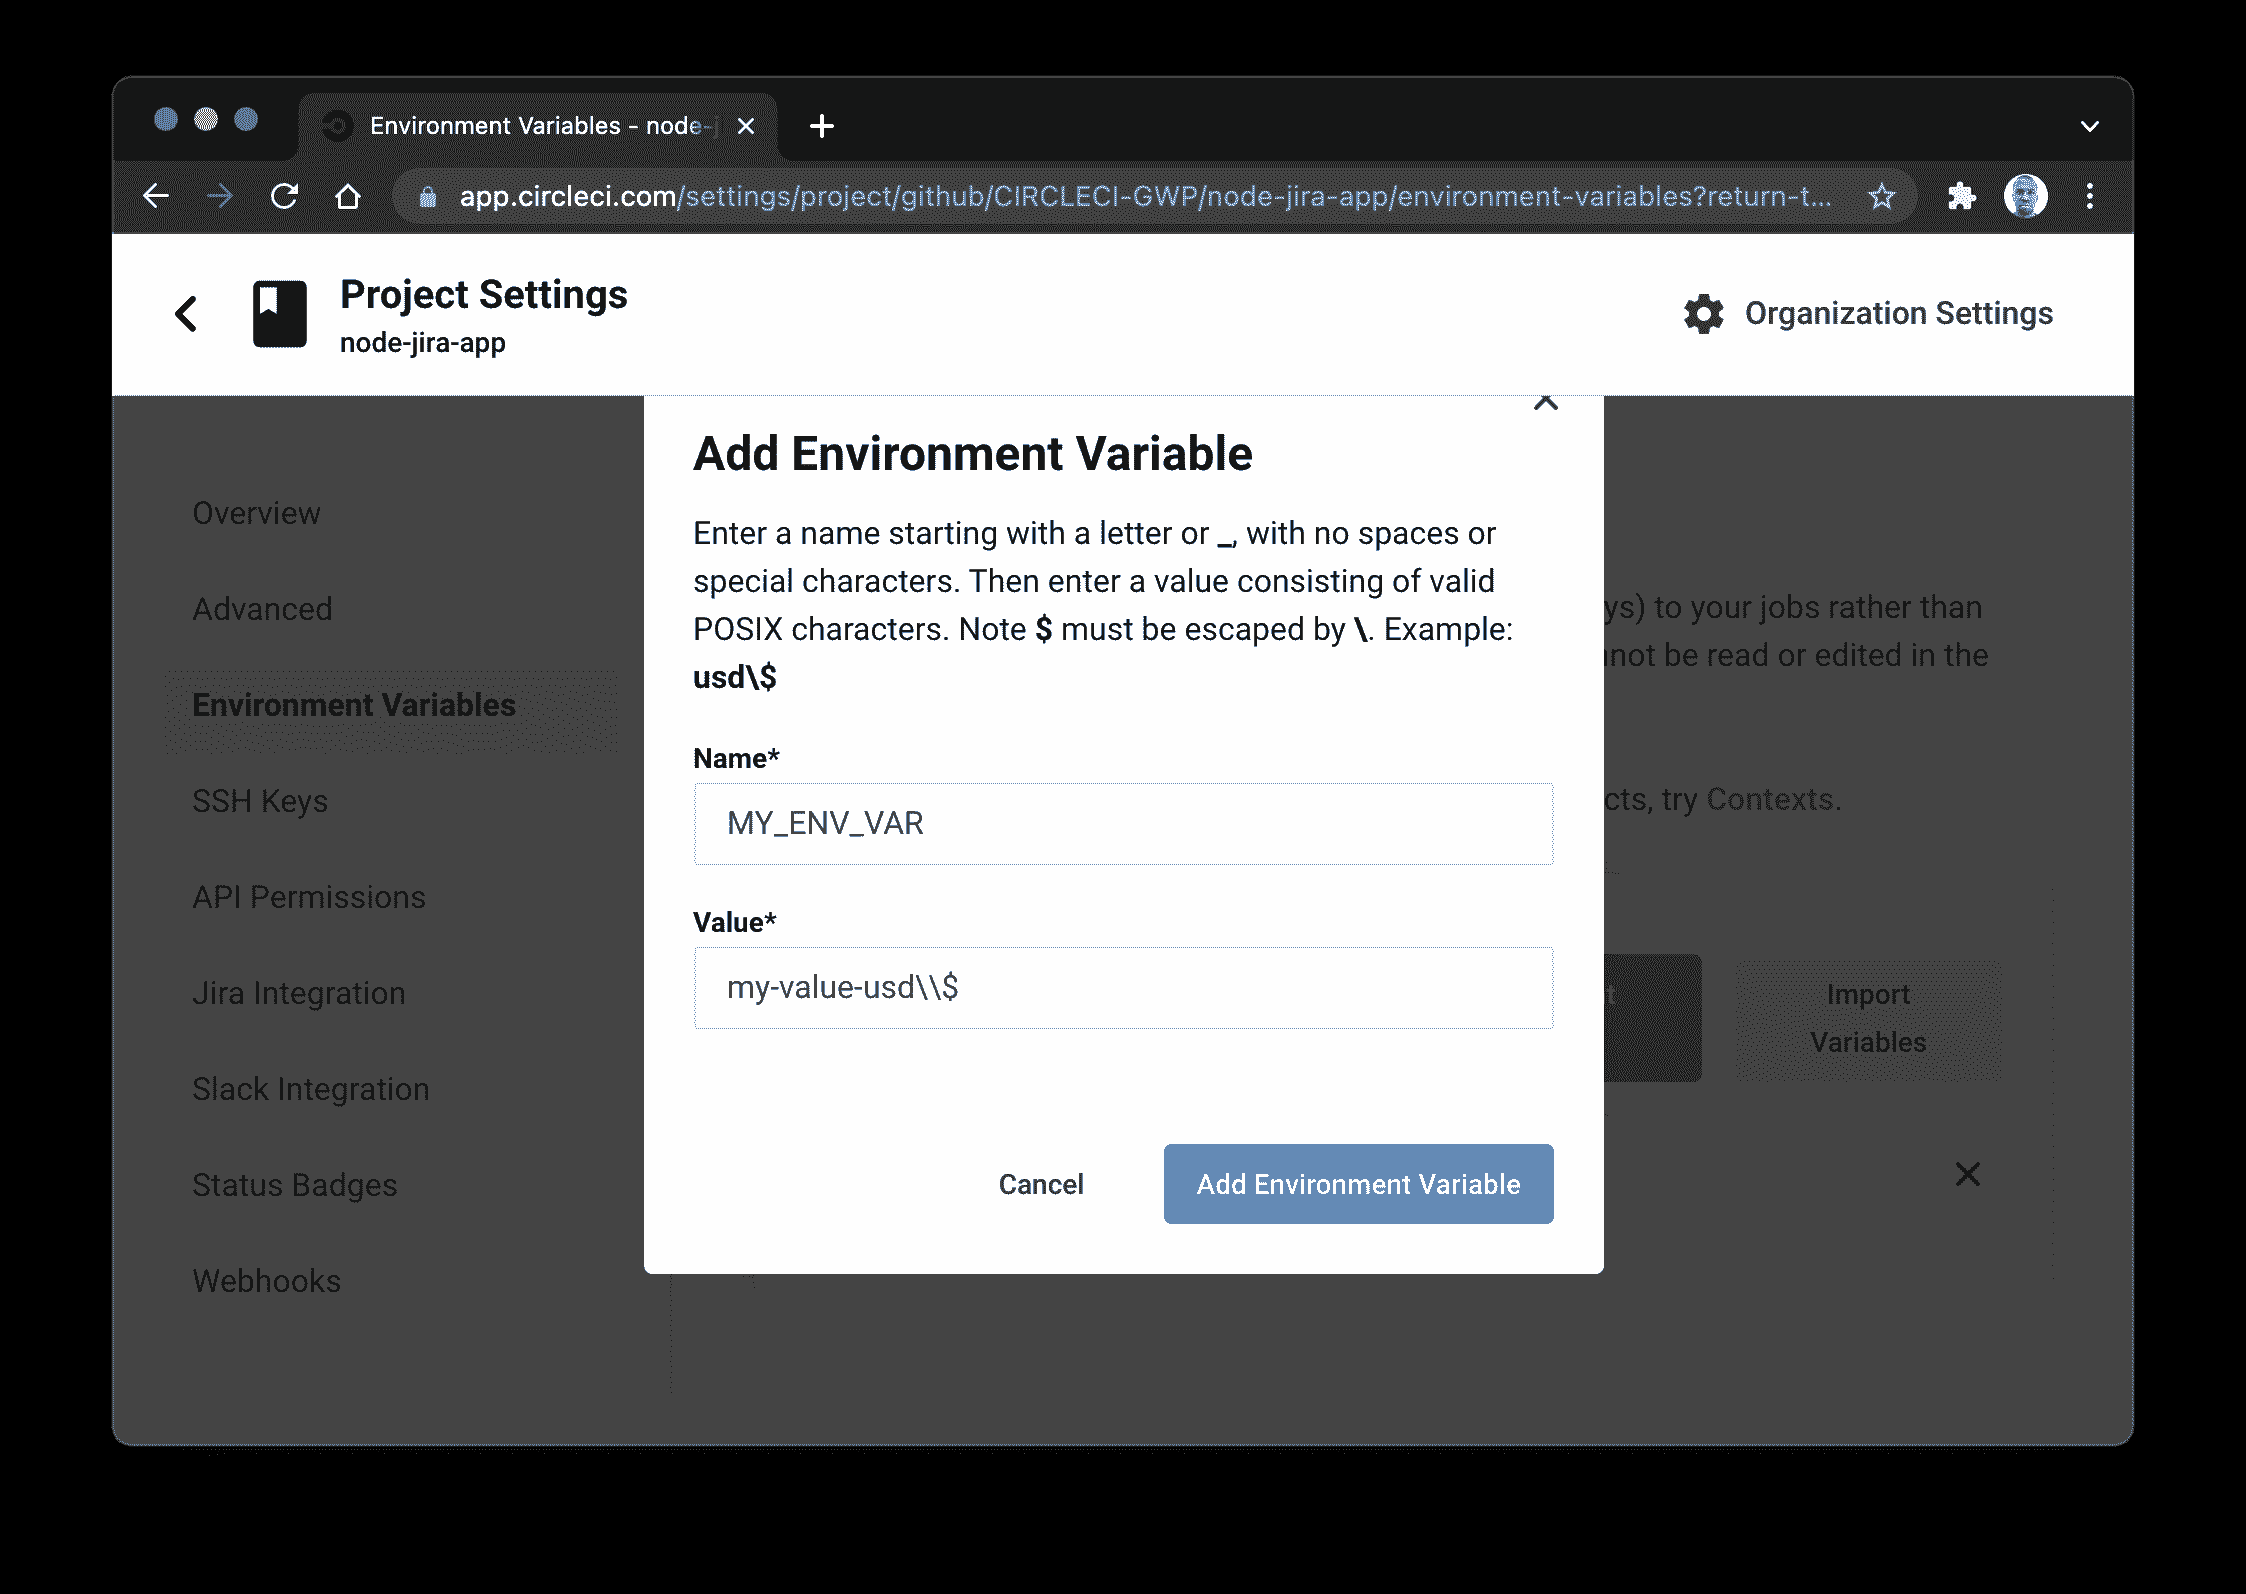 Environment Variables - node-j
app.circleci.com/settings/project/github/CIRCLECI-GWP/node-jira-app/environment-variables?return-t...
Project Settings
node-jira-app
Organization Settings
Overview
Advanced
Environment Variables
SSH Keys
API Permissions
Jira Integration
Slack Integration
Status Badges
Webhooks
Add Environment Variable
Enter a name starting with a letter or _, with no spaces or
special characters. Then enter a value consisting of valid
POSIX characters. Note $ must be escaped by \. Example:
usd\$
Name*
MY_ENV_VAR
Value*
my-value-usd\\$
Cancel
Add Environment Variable
ys) to your jobs rather than
nnot be read or edited in the
cts, try Contexts.
Import
Variables